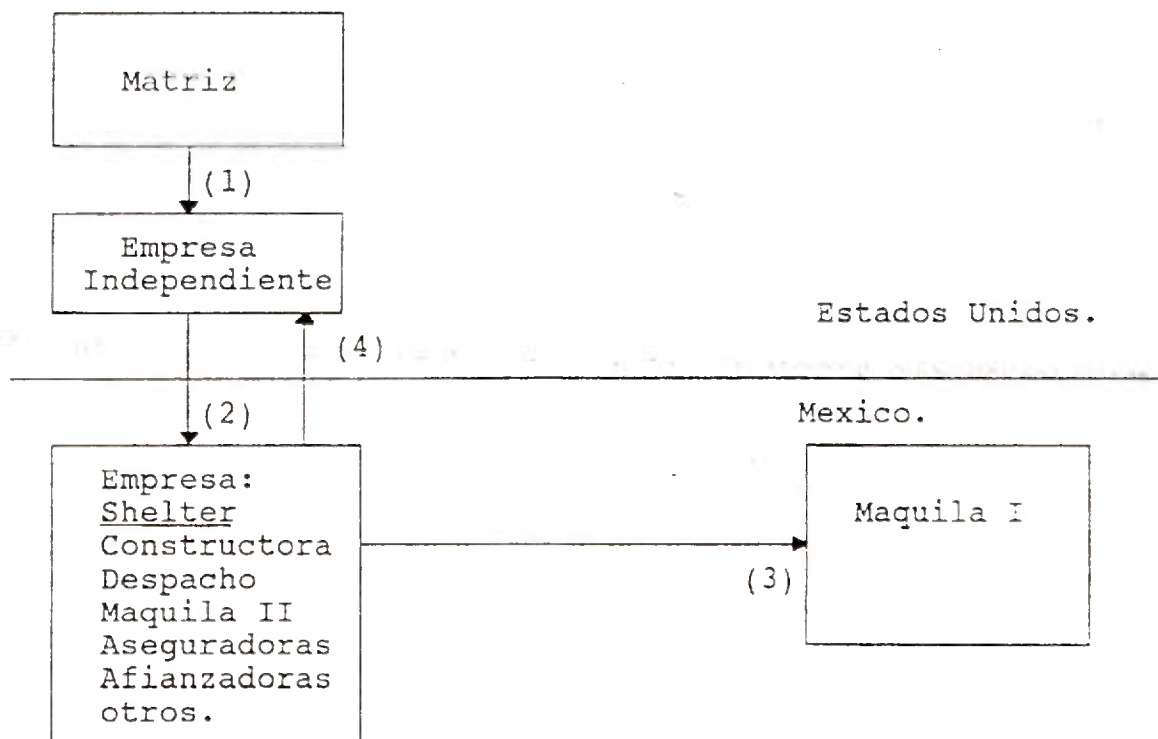 Matriz
(1)
Empresa
Independiente
Estados Unidos.
(4)
(2)
Mexico.
Empresa:
Shelter
Constructora
Despacho
Maquila II
Aseguradoras
Afianzadoras
otros.
Maquila I
(3)